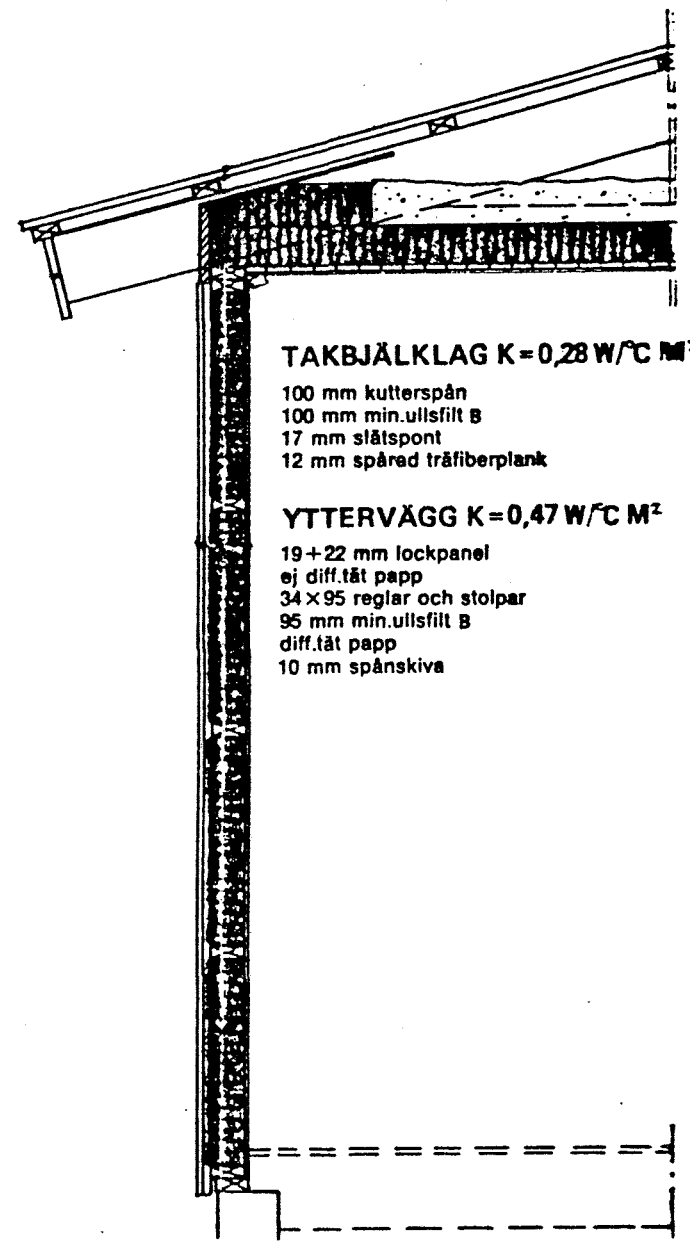 TAKBJÄLKLAG K=0,28 W/°C M²
100 mm kutterspån
100 mm min.ullsfilt B
17 mm slätspont
12 mm spårad träfiberplank
YTTERVÄGG K=0,47 W/°C M²
19+22 mm lockpanel
ej diff.tät papp
34×95 reglar och stolpar
95 mm min.ullsfilt B
diff.tät papp
10 mm spånskiva